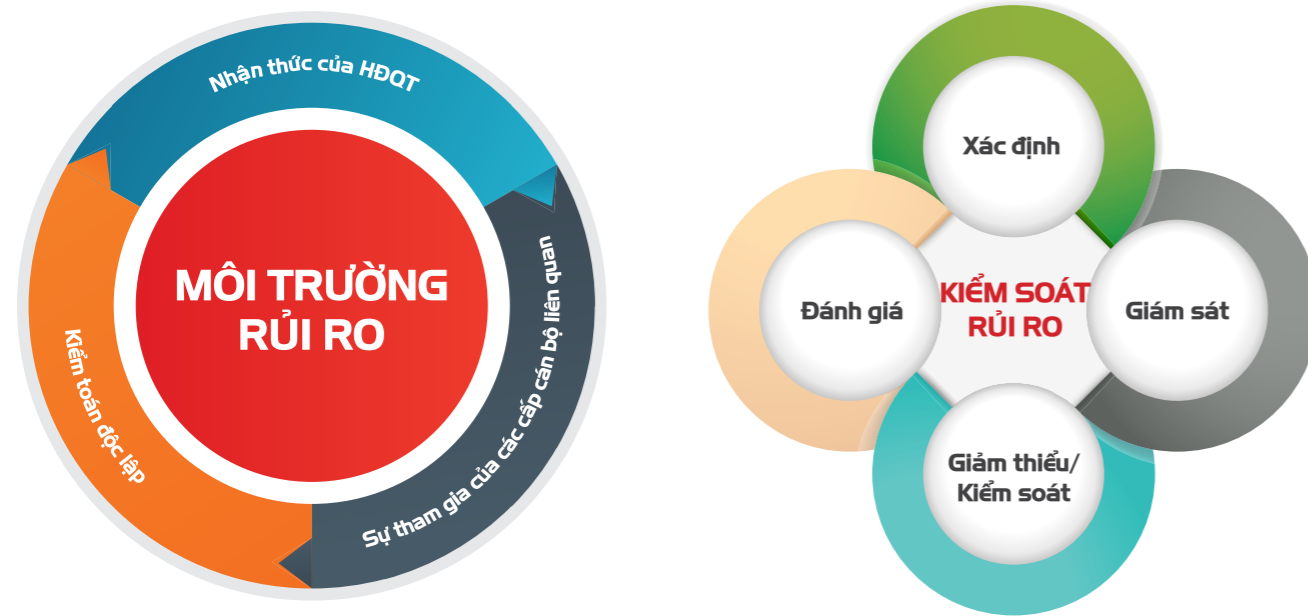 Nhận thức của HĐQT
MÔI TRƯỜNG
RỦI RO
Sự tham gia của các cấp cán bộ liên quan
Kiểm toán độc lập
Xác định
Đánh giá
KIỂM SOÁT
RỦI RO
Giám sát
Giảm thiểu/
Kiểm soát